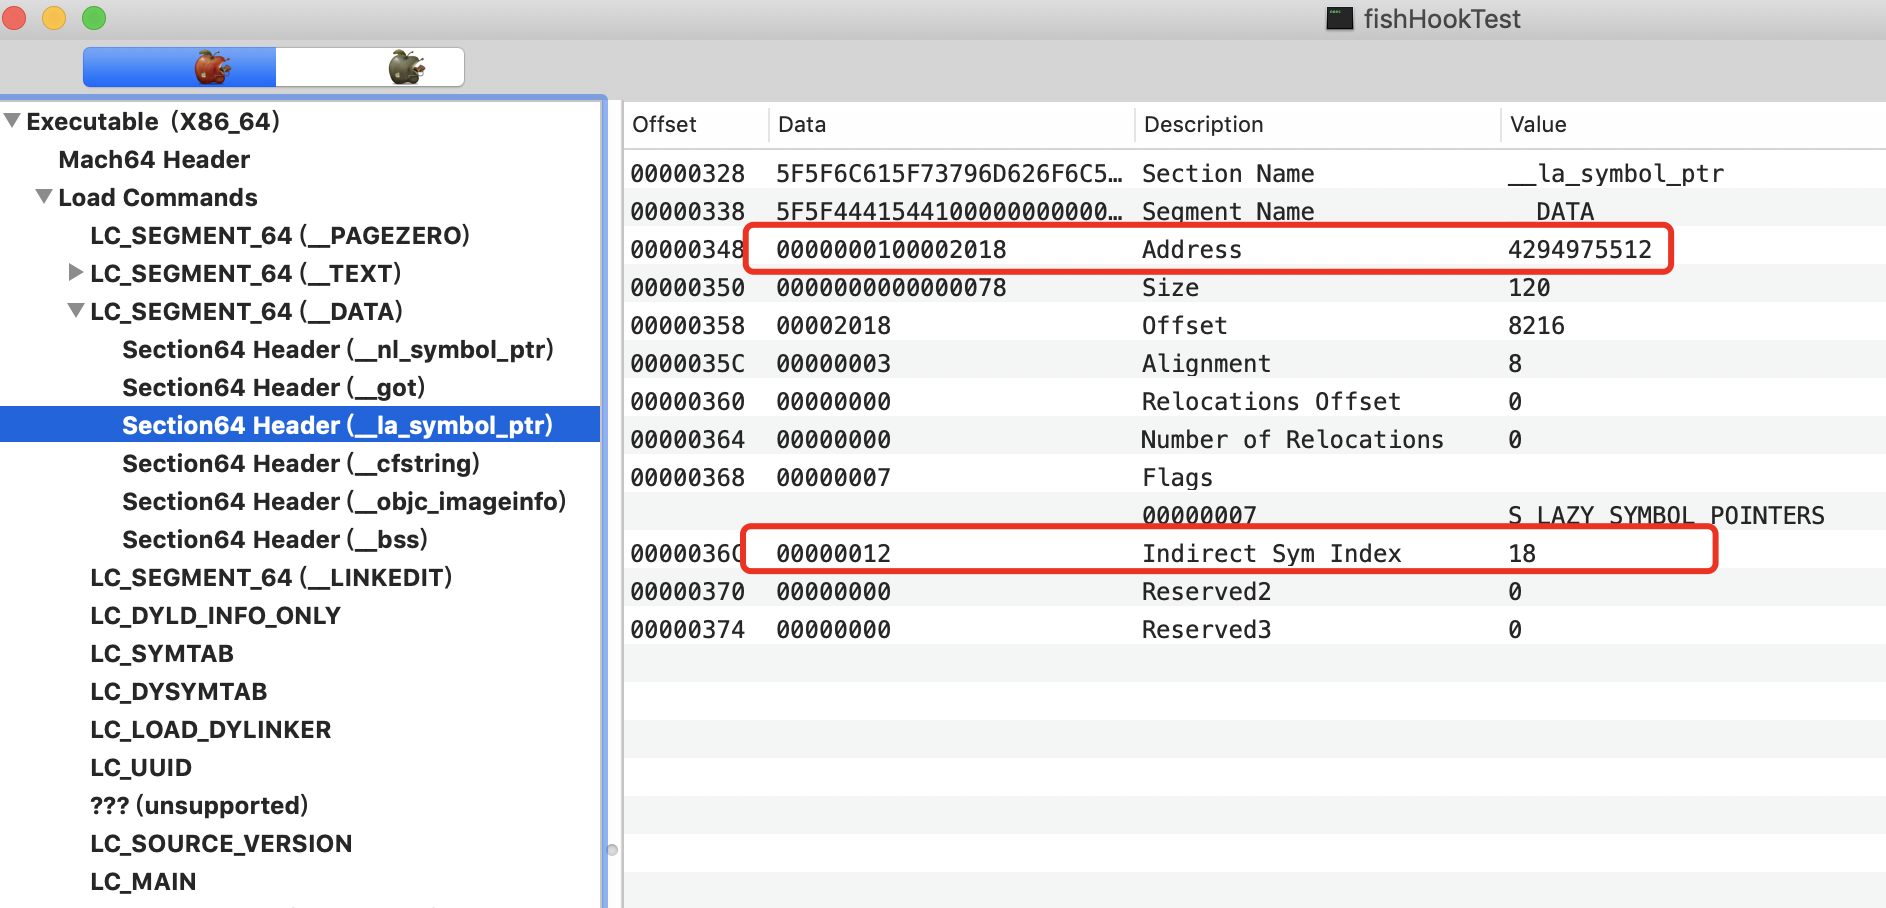 fishHookTest
Executable (X86_64)
Mach64 Header
Load Commands
LC_SEGMENT_64 (__PAGEZERO)
LC_SEGMENT_64 (__TEXT)
LC_SEGMENT_64 (__DATA)
Section64 Header (__nl_symbol_ptr)
Section64 Header (__got)
Section64 Header (__la_symbol_ptr)
Section64 Header (__cfstring)
Section64 Header (__objc_imageinfo)
Section64 Header (__bss)
LC_SEGMENT_64 (__LINKEDIT)
LC_DYLD_INFO_ONLY
LC_SYMTAB
LC_DYSYMTAB
LC_LOAD_DYLINKER
LC_UUID
??? (unsupported)
LC_SOURCE_VERSION
LC_MAIN
Offset Data Description Value
00000328 5F5F6C615F73796D626F6C5… Section Name __la_symbol_ptr
00000338 5F5F4441544100000000000… Segment Name __DATA
00000348 0000000100002018 Address 4294975512
00000350 0000000000000078 Size 120
00000358 00002018 Offset 8216
0000035C 00000003 Alignment 8
00000360 00000000 Relocations Offset 0
00000364 00000000 Number of Relocations 0
00000368 00000007 Flags
00000007 S_LAZY_SYMBOL_POINTERS
0000036C 00000012 Indirect Sym Index 18
00000370 00000000 Reserved2 0
00000374 00000000 Reserved3 0